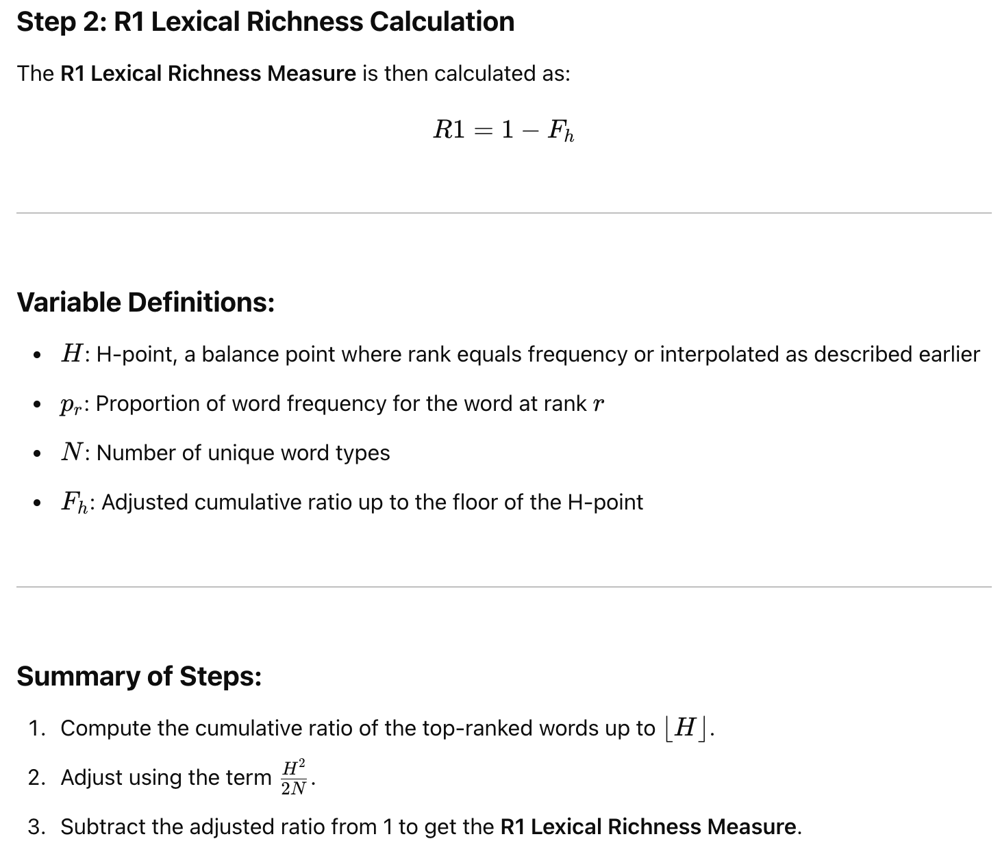 Step 2: R1 Lexical Richness Calculation
The R1 Lexical Richness Measure is then calculated as:
R1 = 1 − F_h
Variable Definitions:
• H: H-point, a balance point where rank equals frequency or interpolated as described earlier
• p_r: Proportion of word frequency for the word at rank r
• N: Number of unique word types
• F_h: Adjusted cumulative ratio up to the floor of the H-point
Summary of Steps:
1. Compute the cumulative ratio of the top-ranked words up to ⌊H⌋.
2. Adjust using the term H²/2N.
3. Subtract the adjusted ratio from 1 to get the R1 Lexical Richness Measure.